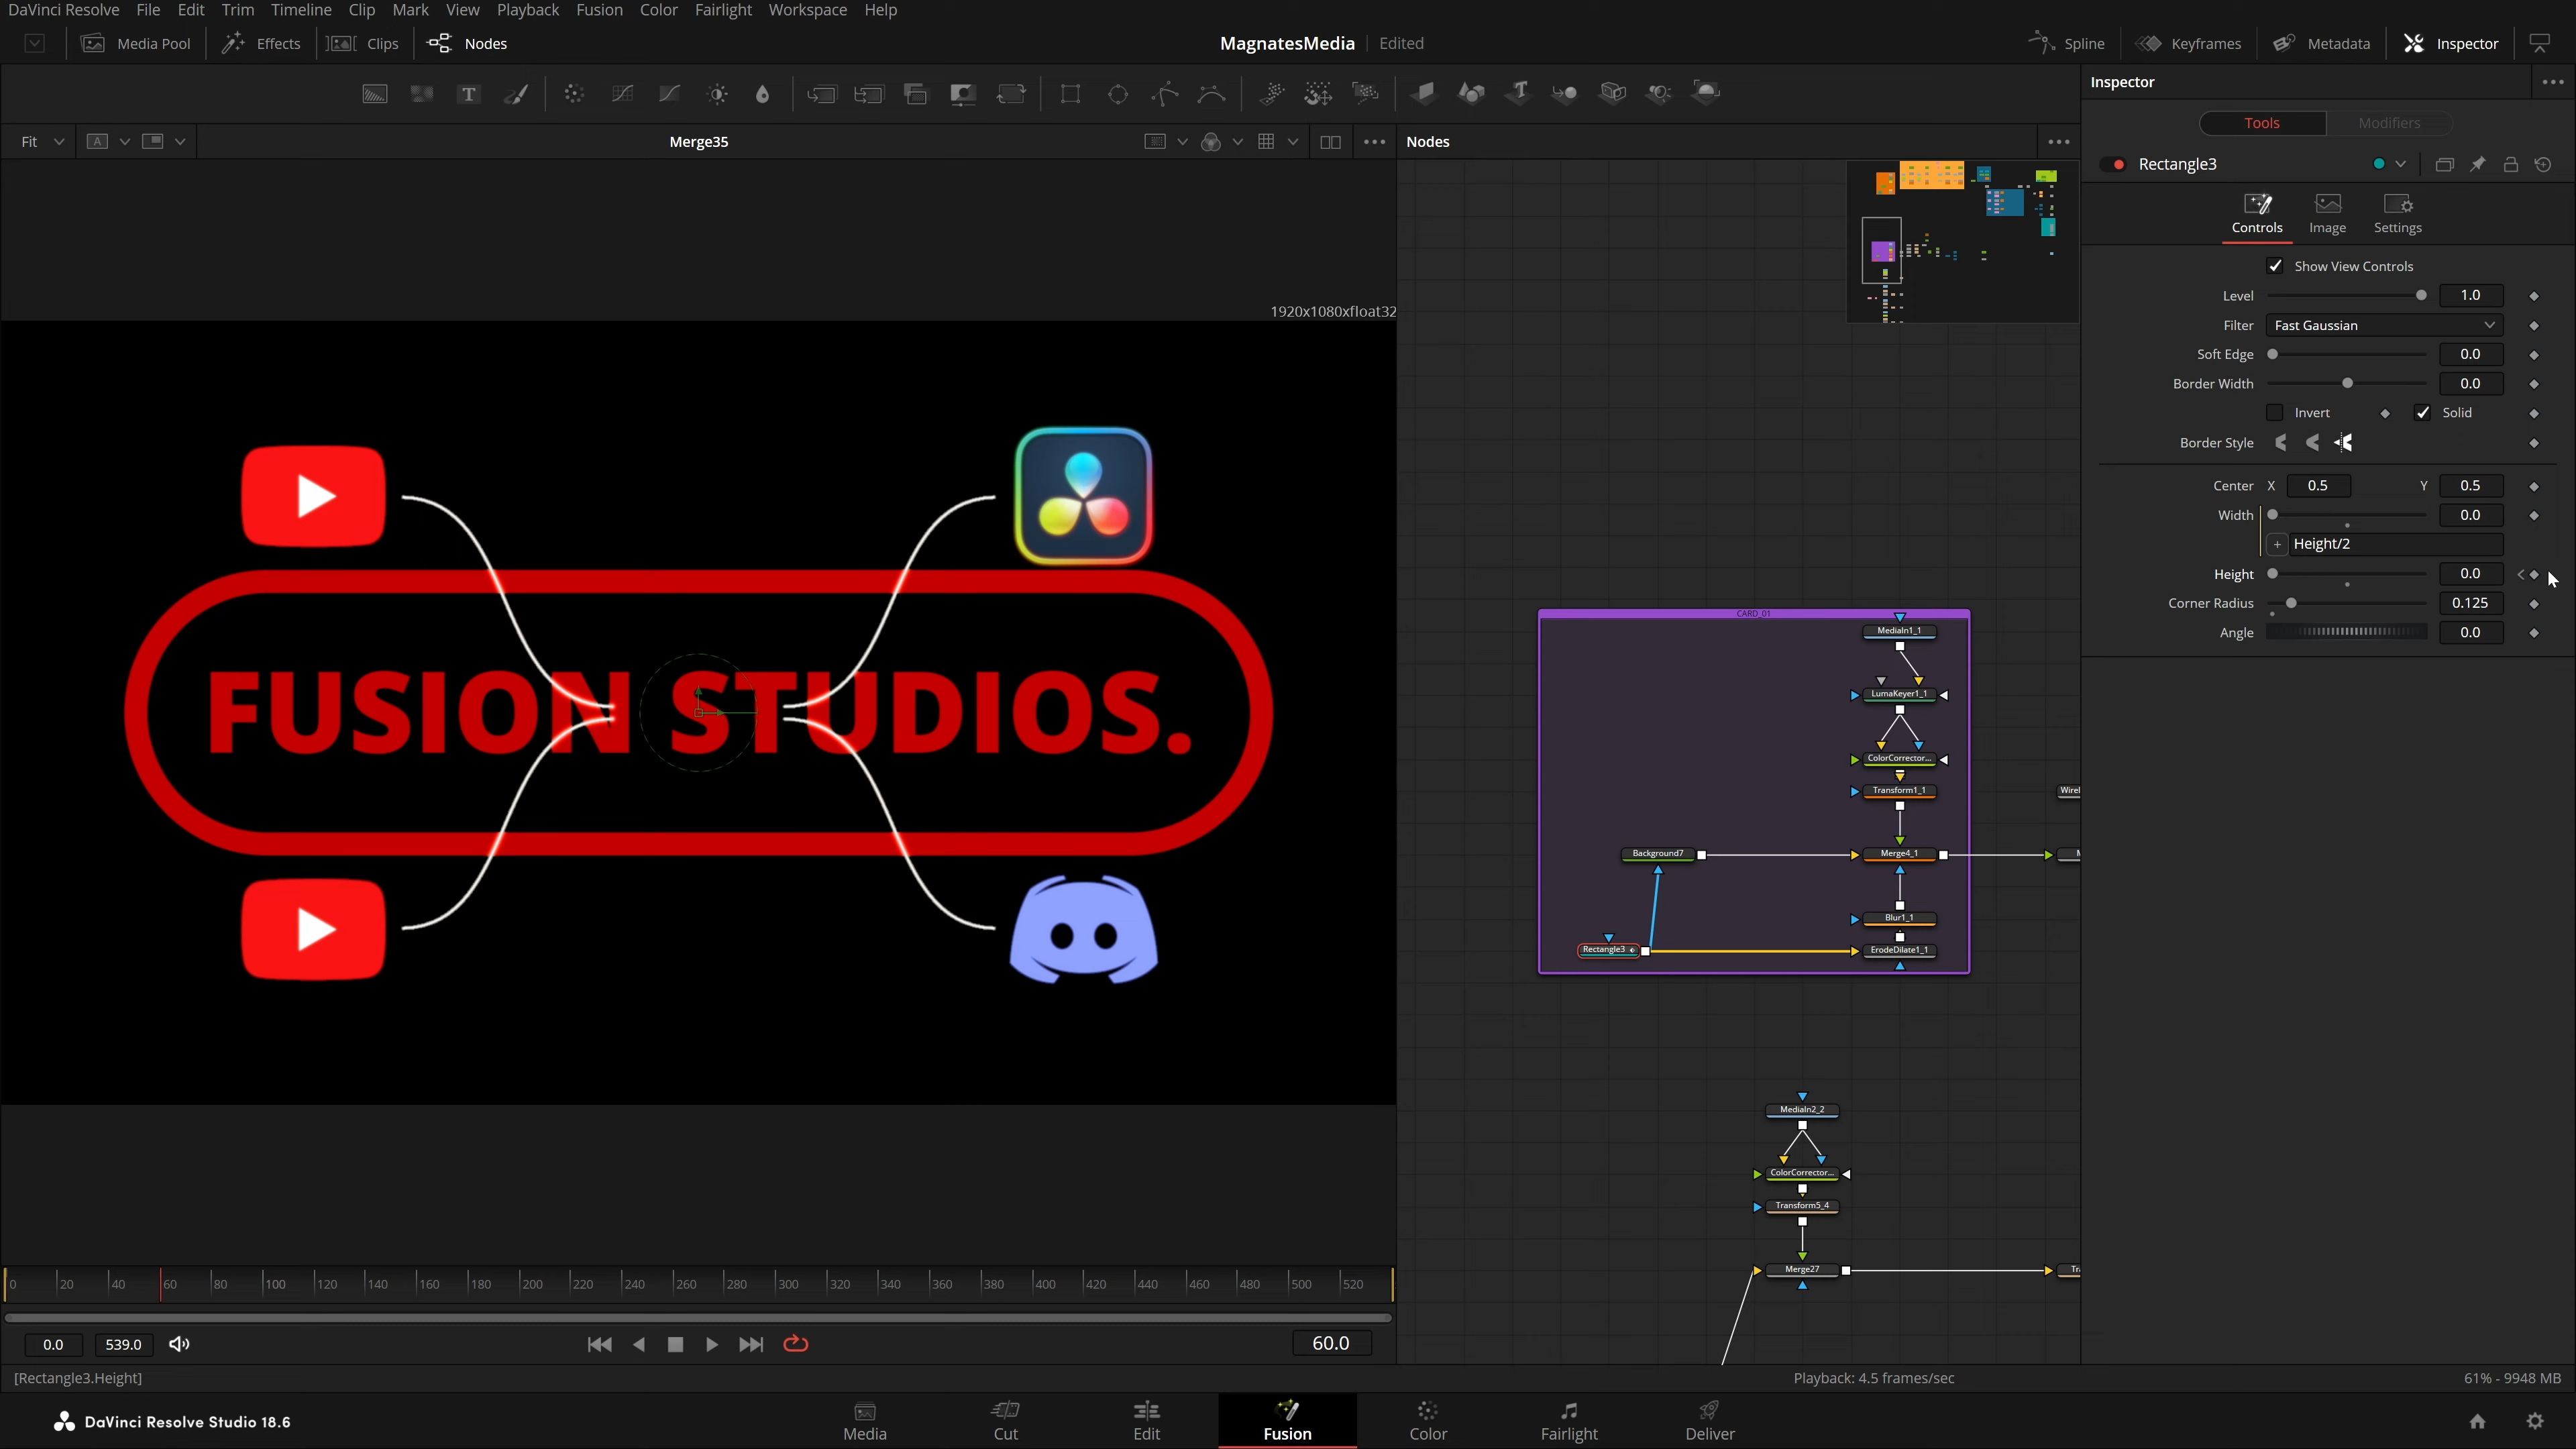 DaVinci Resolve File Edit Trim Timeline Clip Mark View Playback Fusion Color Fairlight Workspace Help
Media Pool Effects Clips Nodes MagnatesMedia Edited Spline Keyframes Metadata Inspector
Inspector
Tools Modifiers
Fit A Merge35 Nodes
Rectangle3
Controls Image Settings
Show View Controls
Level 1.0
1920x1080xfloat32
Filter Fast Gaussian
Soft Edge 0.0
Border Width 0.0
Invert Solid
Border Style
Center X 0.5 Y 0.5
Width 0.0
Height/2
Height 0.0
Corner Radius 0.125
Angle 0.0
FUSION STUDIOS.
CARD_01
MediaIn1_1
LumaKeyer1_1
ColorCorrector...
Transform1_1
Wirel
Background7 Merge4_1 M
Blur1_1
Rectangle3 ErodeDilate1_1
MediaIn2_2
ColorCorrector...
Transform5_4
Merge27 Tr
0 20 40 60 80 100 120 140 160 180 200 220 240 260 280 300 320 340 360 380 400 420 440 460 480 500 520
0.0 539.0 60.0
[Rectangle3.Height] Playback: 4.5 frames/sec 61% - 9948 MB
DaVinci Resolve Studio 18.6
Media Cut Edit Fusion Color Fairlight Deliver